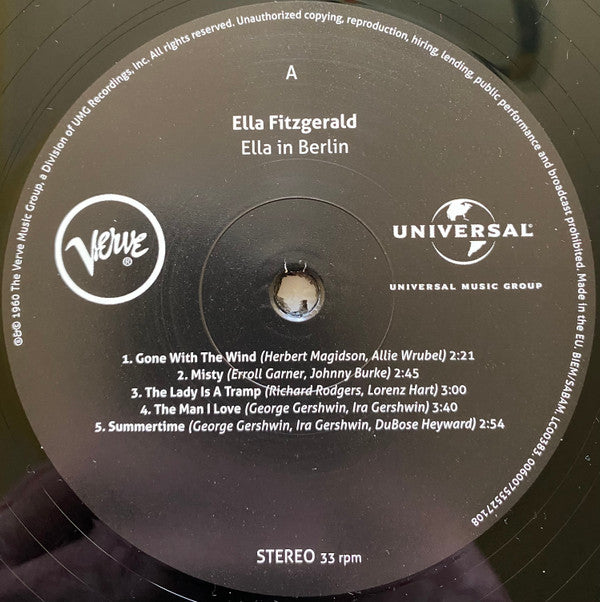 ℗&© 1960 The Verve Music Group, a Division of UMG Recordings, Inc. All rights reserved. Unauthorized copying, reproduction, hiring, lending, public performance and broadcast prohibited. Made in the EU. BIEM/SABAM. LC00383. 00600753527108
A
Ella Fitzgerald
Ella in Berlin
Verve®
UNIVERSAL®
UNIVERSAL MUSIC GROUP
1. Gone With The Wind (Herbert Magidson, Allie Wrubel) 2:21
2. Misty (Erroll Garner, Johnny Burke) 2:45
3. The Lady Is A Tramp (Richard Rodgers, Lorenz Hart) 3:00
4. The Man I Love (George Gershwin, Ira Gershwin) 3:40
5. Summertime (George Gershwin, Ira Gershwin, DuBose Heyward) 2:54
STEREO 33 rpm